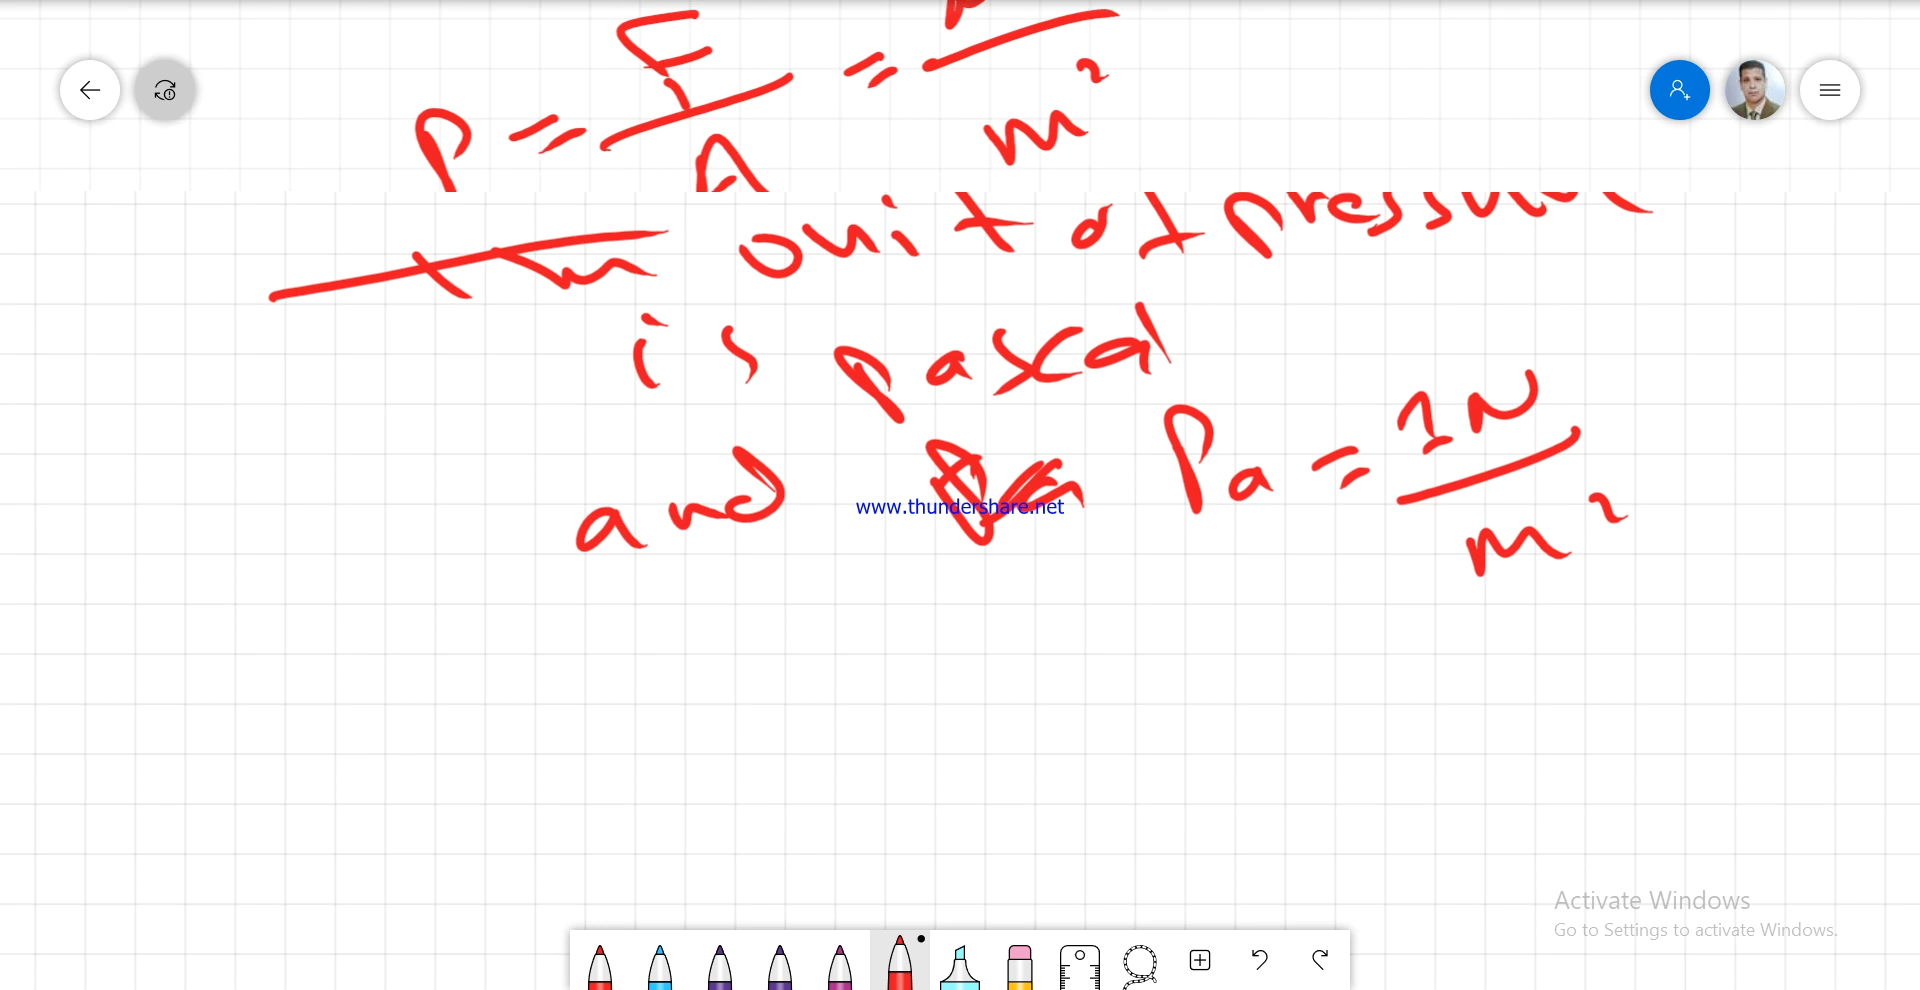 P = F/A = N/m²
The unit of pressure
is pascal
and Pa = 1N/m²
www.thundershare.net
Activate Windows
Go to Settings to activate Windows.